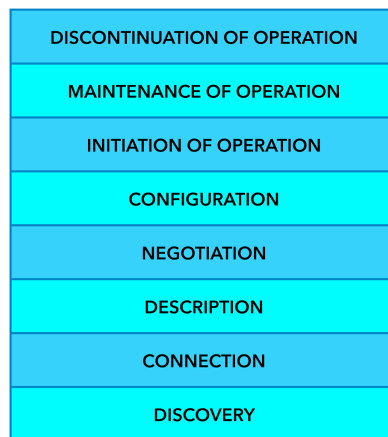 DISCONTINUATION OF OPERATION
MAINTENANCE OF OPERATION
INITIATION OF OPERATION
CONFIGURATION
NEGOTIATION
DESCRIPTION
CONNECTION
DISCOVERY